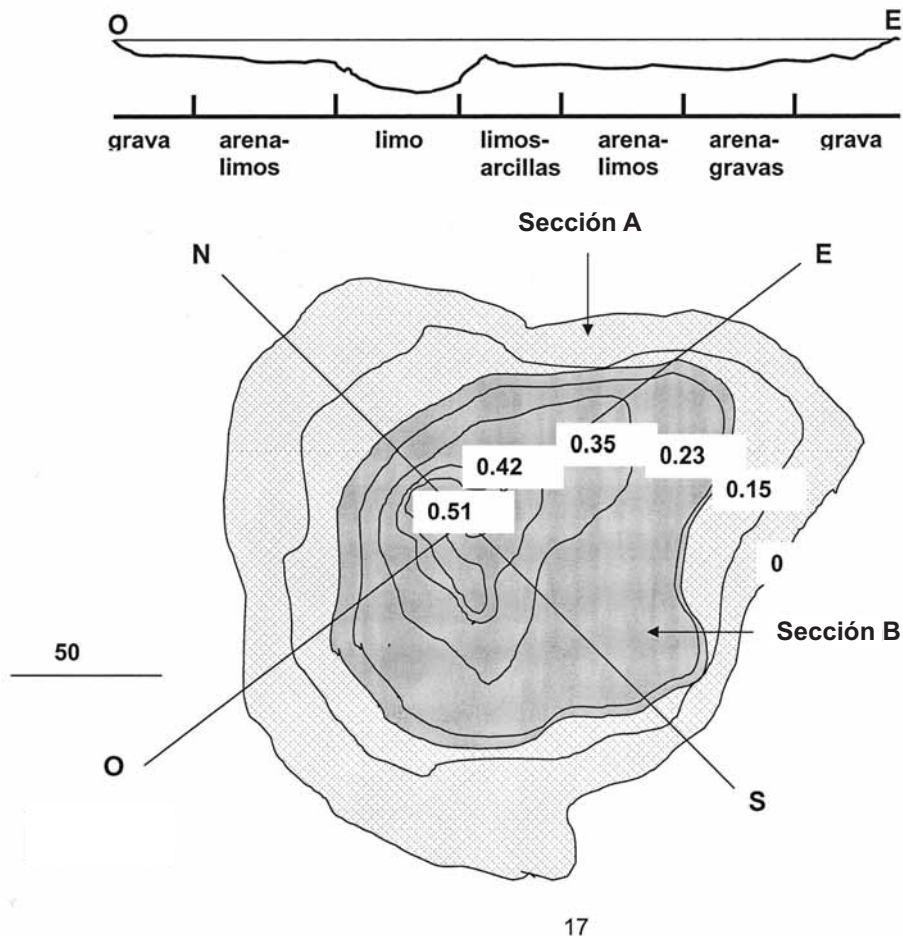 O E
grava arena- limo limos- arena- arena- grava
limos arcillas limos gravas
Sección A
N E
0.35
0.42 0.23
0.15
0.51
0
Sección B
50
O
S
17